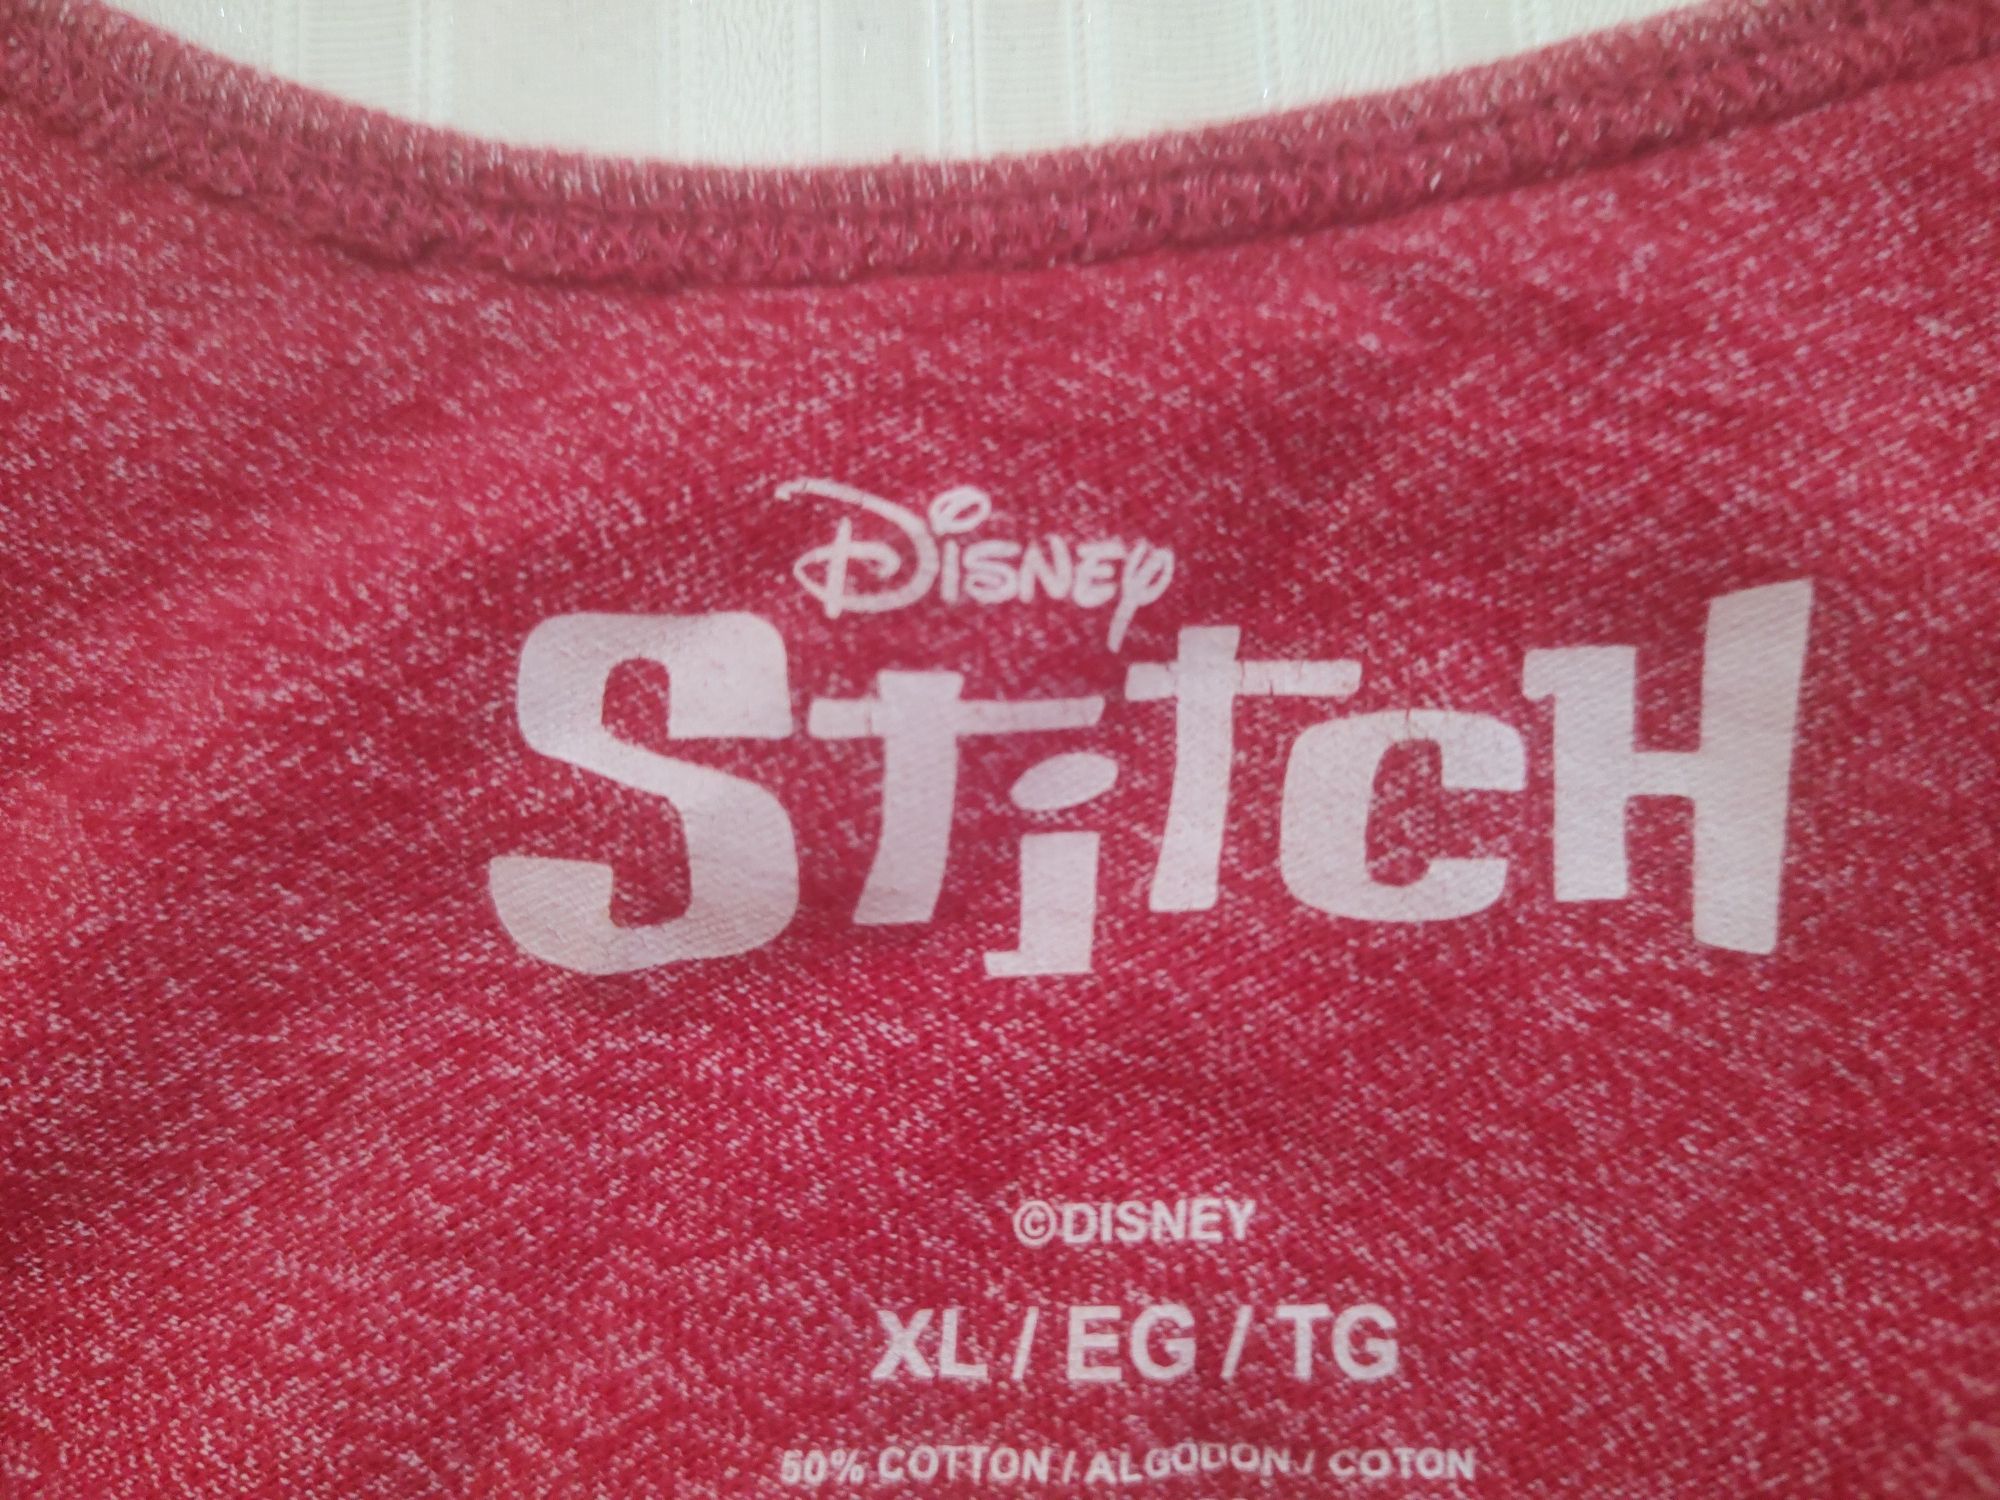 Disney
Stitch
©DISNEY
XL / EG / TG
50% COTTON / ALGODON / COTON